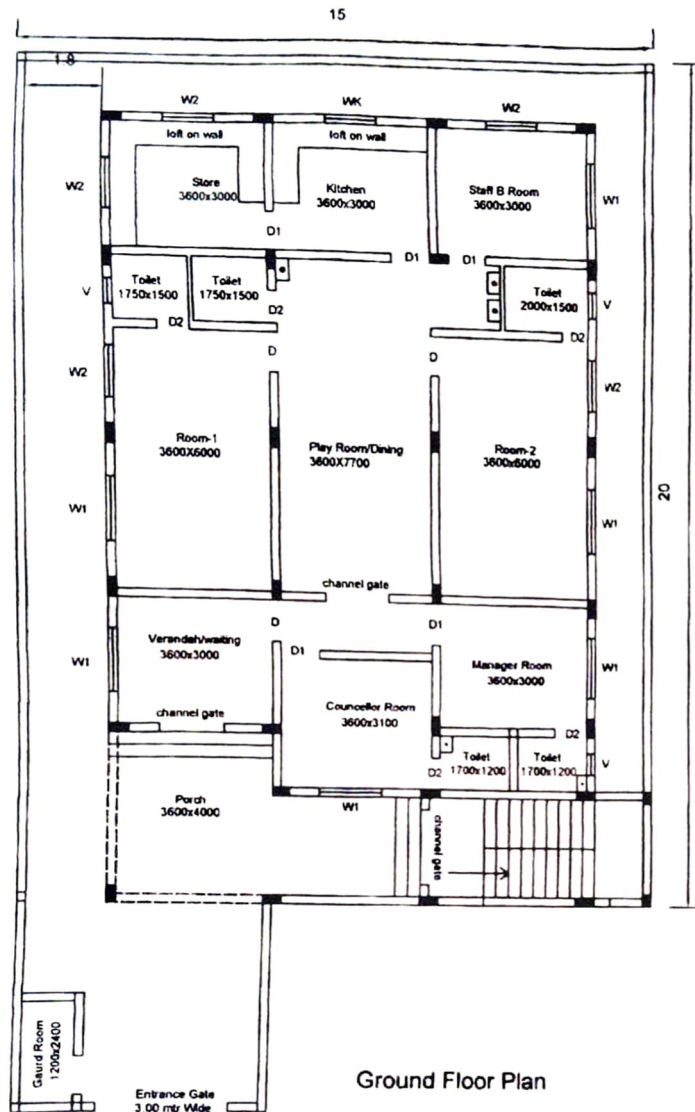 15
1.8
W2
WK
W2
loft on wall
loft on wall
W2
Store
3600x3000
Kitchen
3600x3000
Staff B Room
3600x3000
W1
D1
D1
D1
V
Toilet
1750x1500
Toilet
1750x1500
Toilet
2000x1500
V
D2
D2
D2
D
D
W2
W2
Room-1
3600X6000
Play Room/Dining
3600X7700
Room-2
3600x6000
20
W1
W1
channel gate
D
D1
Verandah/waiting
3600x3000
D1
W1
Manager Room
3600x3000
W1
channel gate
Councellor Room
3600x3100
D2
Toilet
1700x1200
Toilet
1700x1200
V
D2
Porch
3600x4000
W1
channel gate
Gaurd Room
1200x2400
Entrance Gate
3.00 mtr Wide
Ground Floor Plan